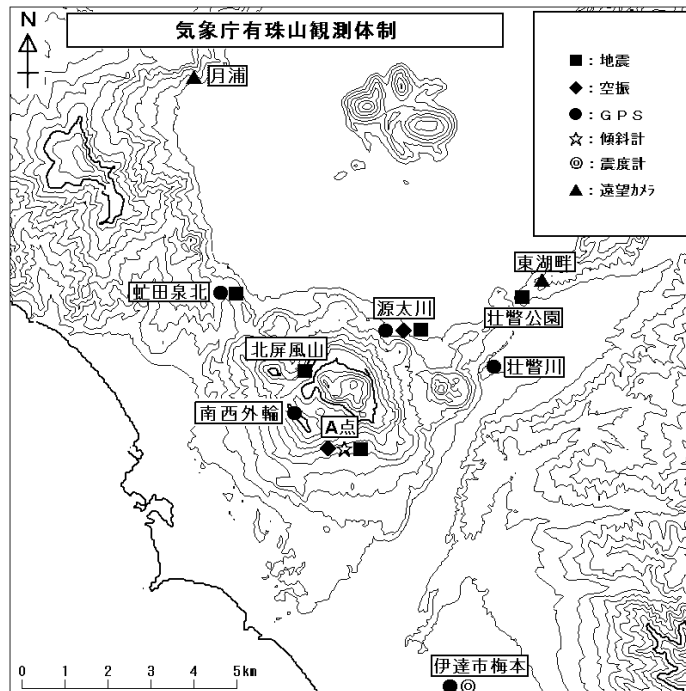 気象庁有珠山観測体制
N
月浦
■：地震
◆：空振
●：ＧＰＳ
☆：傾斜計
◎：震度計
▲：遠望ｶﾒﾗ
東湖畔
虻田泉北
源太川
壮瞥公園
北屏風山
壮瞥川
南西外輪
A点
伊達市梅本
0 1 2 3 4 5km